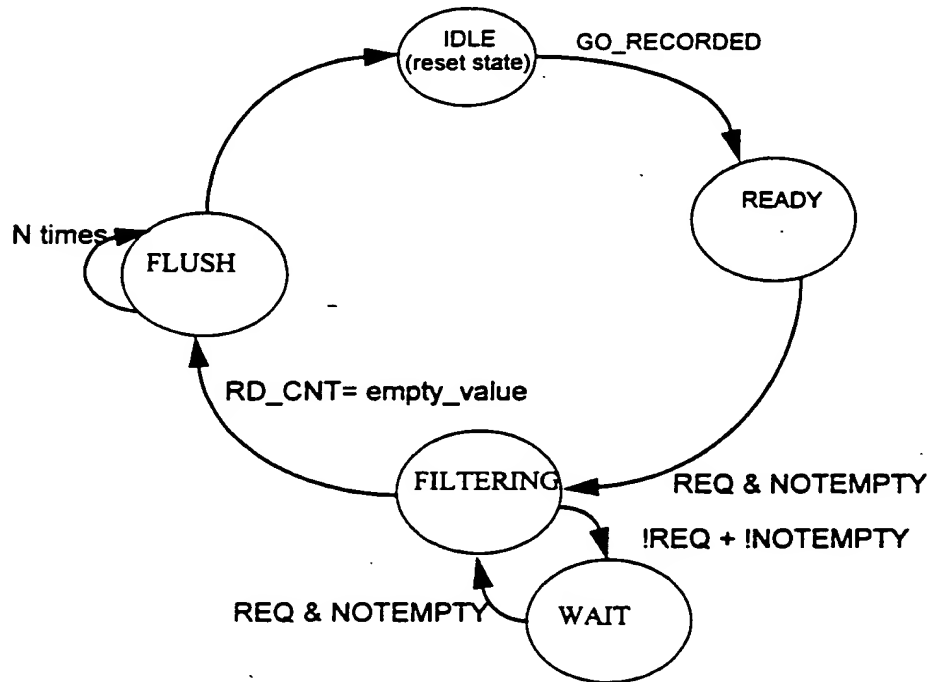 IDLE
(reset state)
GO_RECORDED
READY
N times
FLUSH
RD_CNT= empty_value
FILTERING
REQ & NOTEMPTY
!REQ + !NOTEMPTY
REQ & NOTEMPTY
WAIT